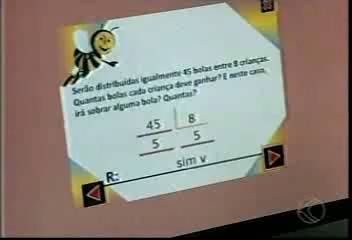 Serão distribuídas igualmente 45 bolas entre 8 crianças.
Quantas bolas cada criança deve ganhar? E neste caso,
irá sobrar alguma bola? Quantas?
45 8
5 5
R: sim v